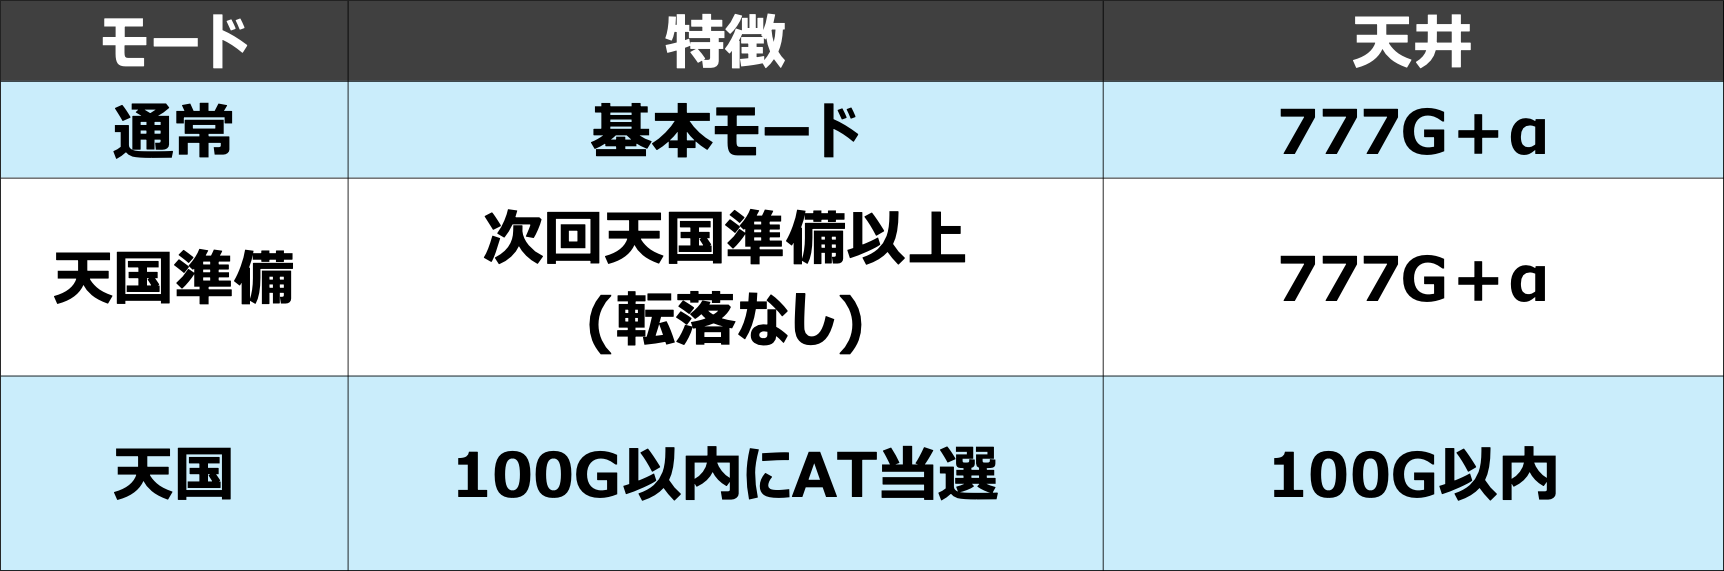 モード 特徴 天井
通常 基本モード 777G+α
天国準備 次回天国準備以上
(転落なし) 777G+α
天国 100G以内にAT当選 100G以内